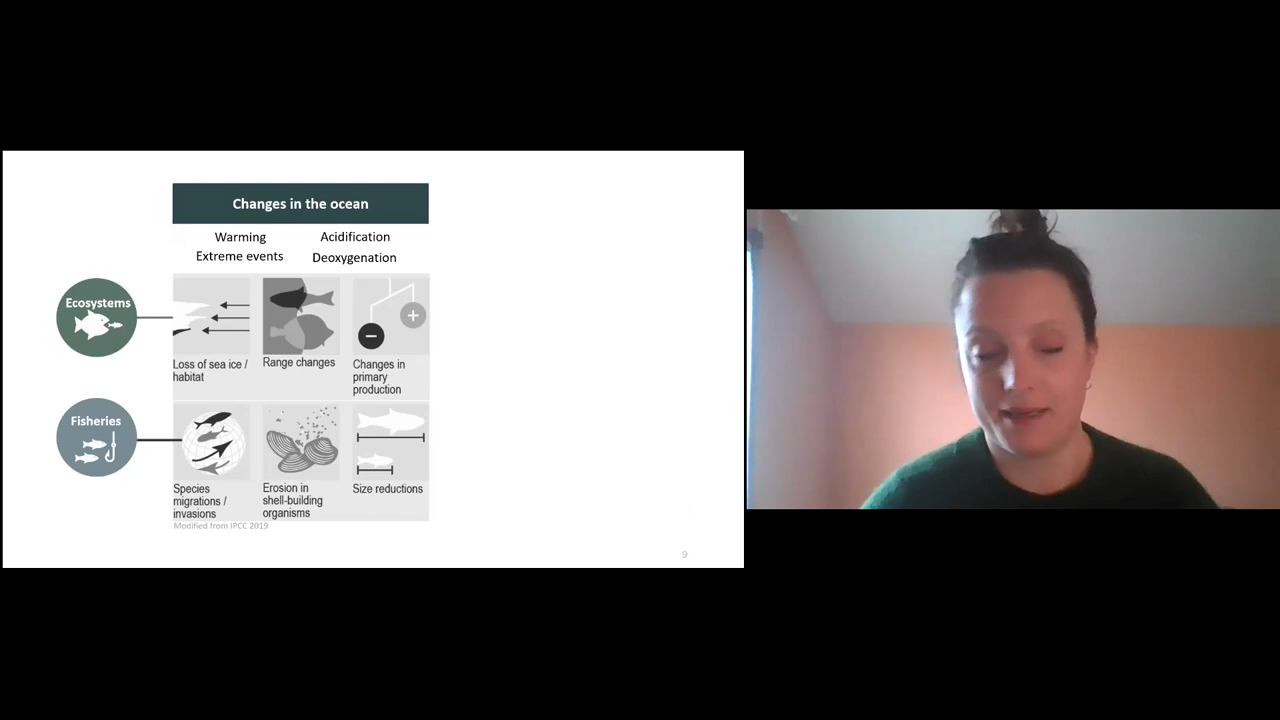 Changes in the ocean
Warming
Acidification
Extreme events
Deoxygenation
Ecosystems
Loss of sea ice /
habitat
Range changes
Changes in
primary
production
Fisheries
Species
migrations /
invasions
Erosion in
shell-building
organisms
Size reductions
Modified from IPCC 2019
9